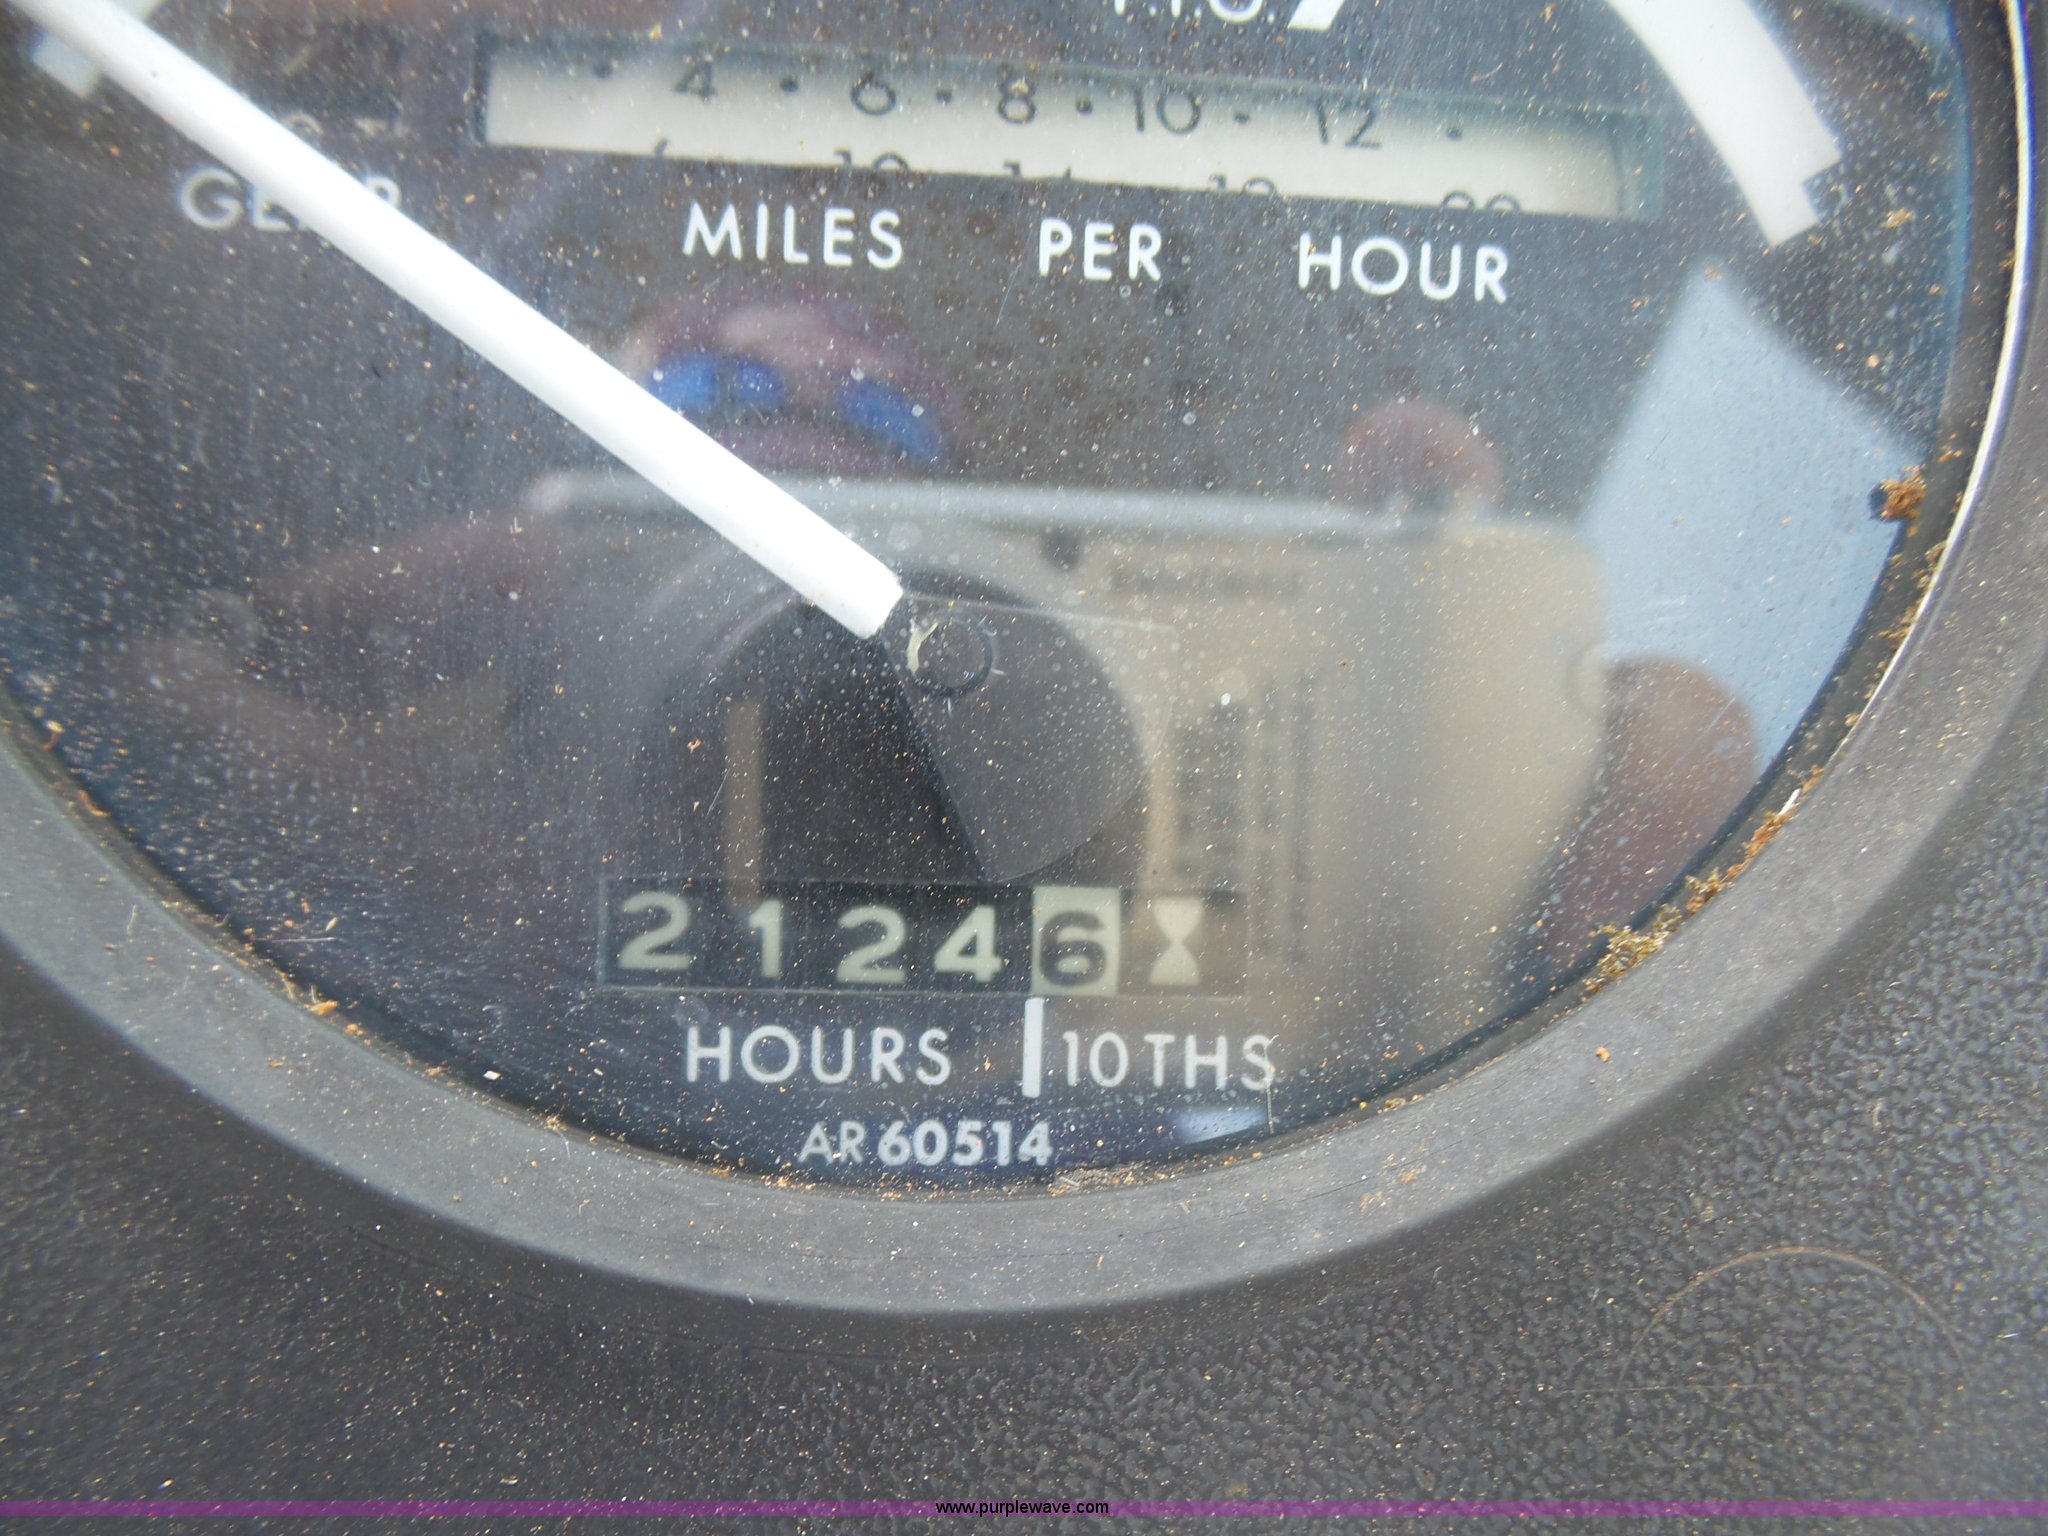 P.T.O.
4 6 8 10 12
MILES PER HOUR
21246
HOURS 10THS
AR60514
www.purplewave.com